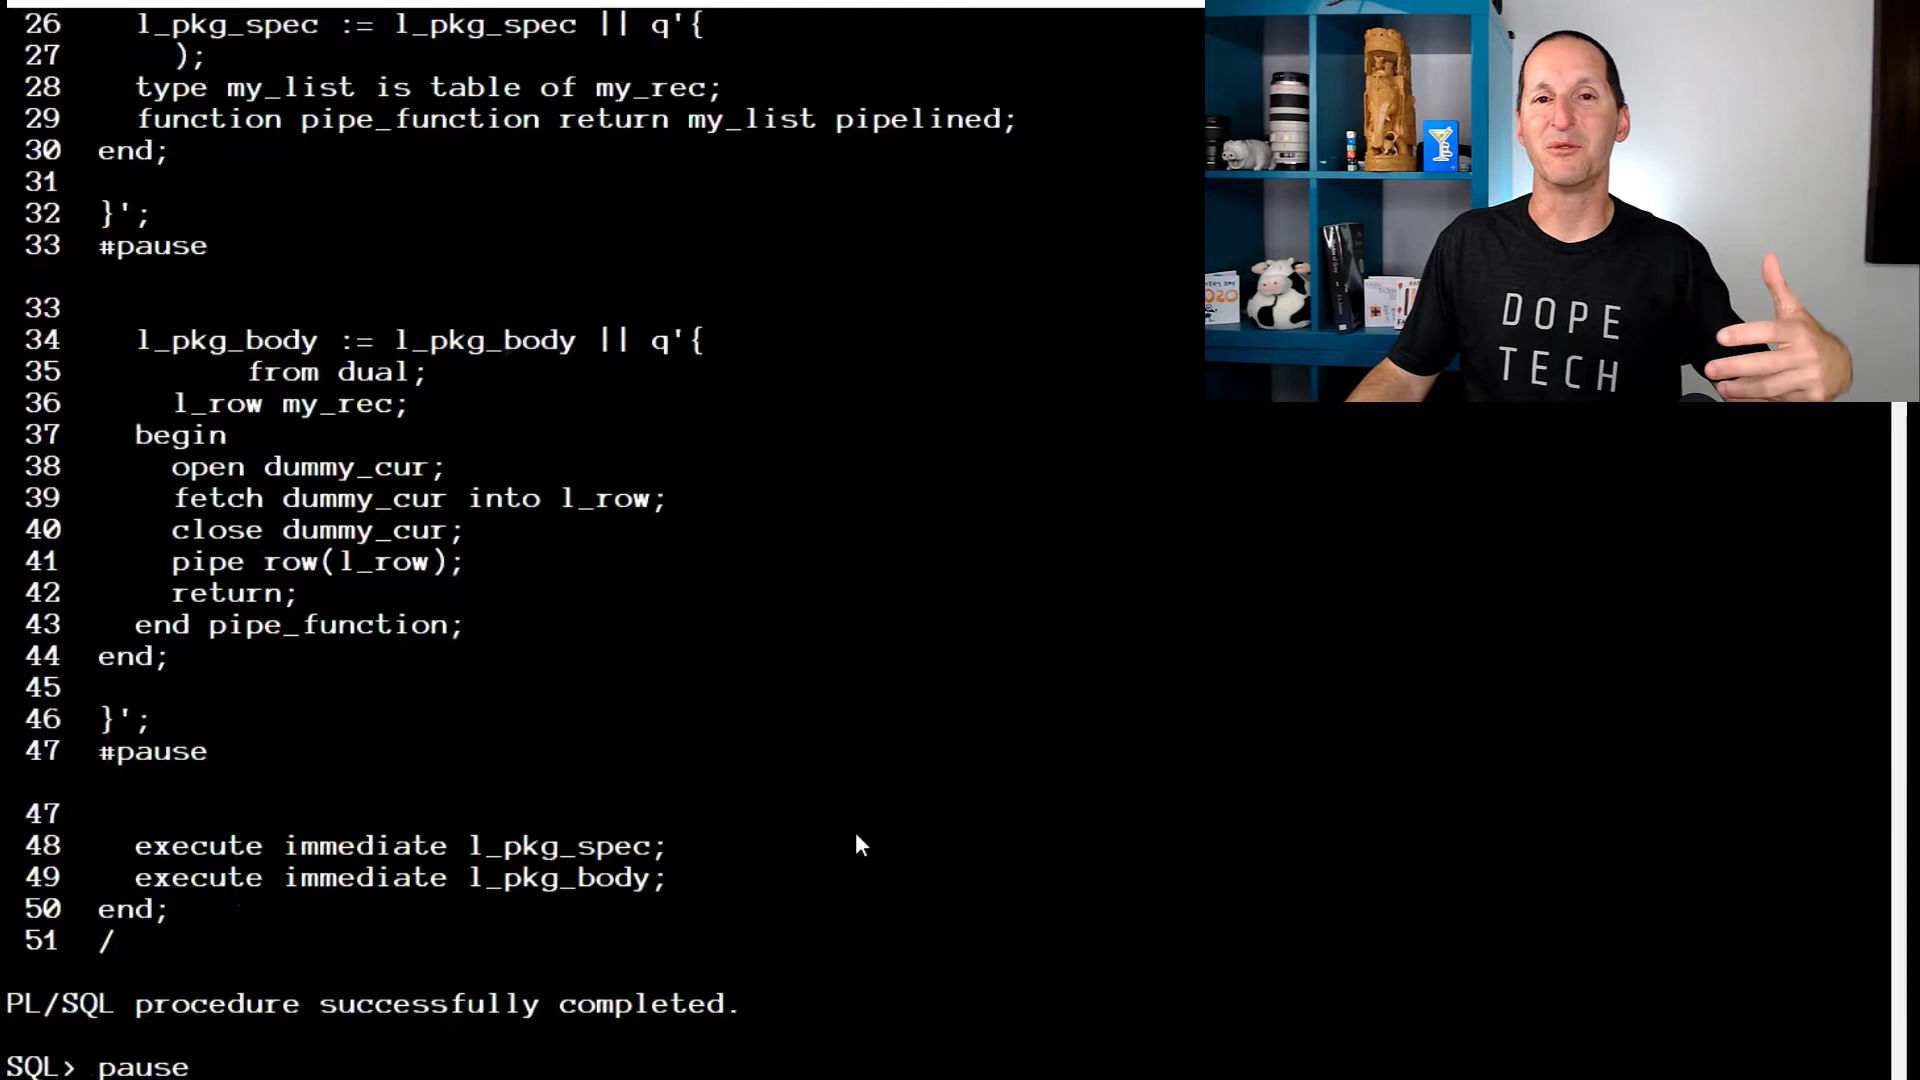 26    l_pkg_spec := l_pkg_spec || q'{
27      );
28    type my_list is table of my_rec;
29    function pipe_function return my_list pipelined;
30  end;
31
32  }';
33  #pause
33
34    l_pkg_body := l_pkg_body || q'{
35          from dual;
36      l_row my_rec;
37    begin
38      open dummy_cur;
39      fetch dummy_cur into l_row;
40      close dummy_cur;
41      pipe row(l_row);
42      return;
43    end pipe_function;
44  end;
45
46  }';
47  #pause
47
48    execute immediate l_pkg_spec;
49    execute immediate l_pkg_body;
50  end;
51  /
PL/SQL procedure successfully completed.
SQL> pause
DOPE
TECH